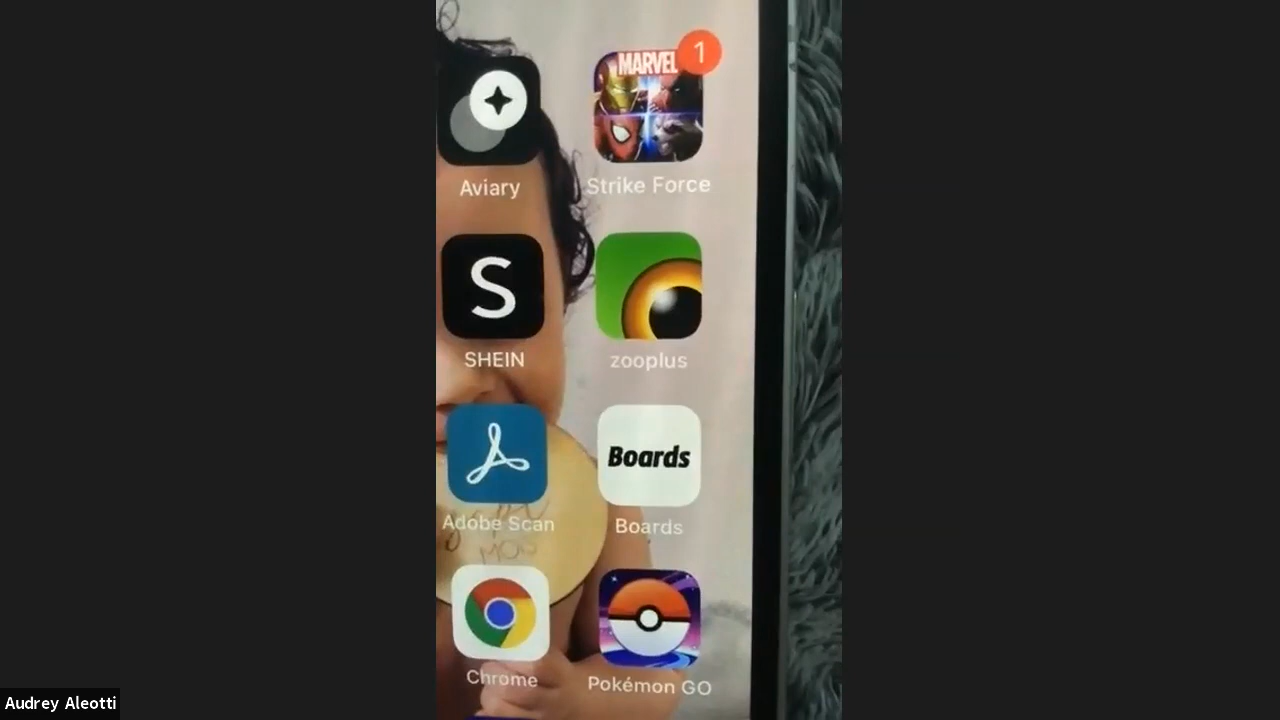 MARVEL
1
Aviary
Strike Force
S
SHEIN
zooplus
Boards
Adobe Scan
Boards
Chrome
Pokémon GO
Audrey Aleotti